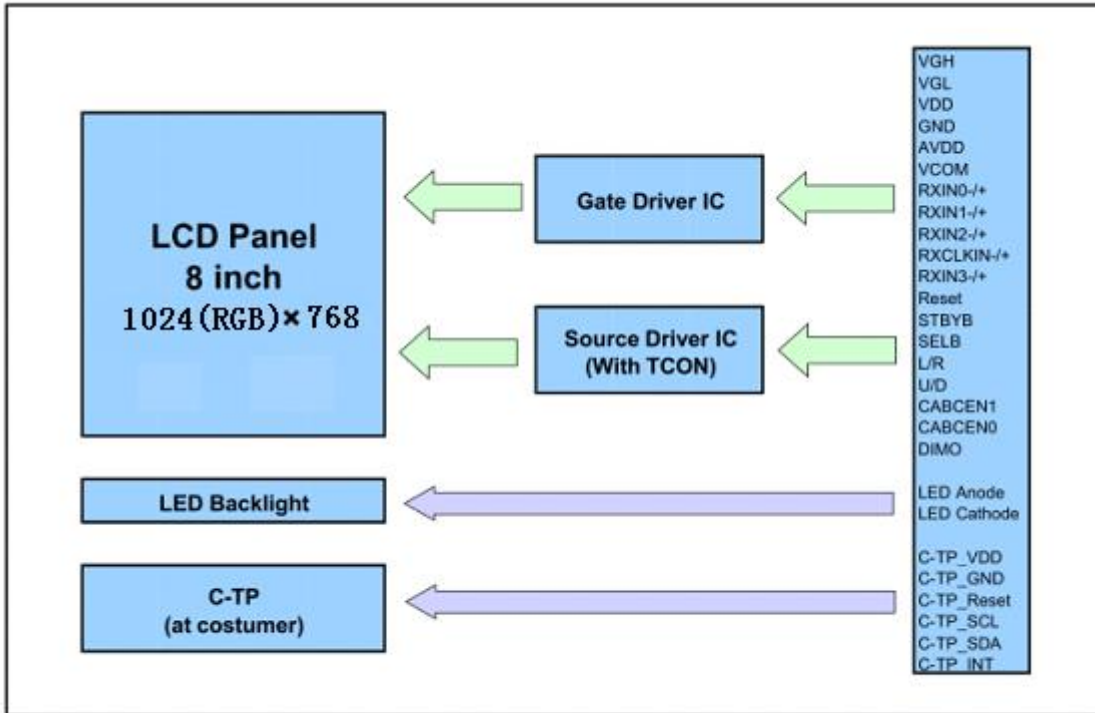 LCD Panel
8 inch
1024(RGB)×768
Gate Driver IC
Source Driver IC
(With TCON)
LED Backlight
C-TP
(at costumer)
VGH
VGL
VDD
GND
AVDD
VCOM
RXIN0-/+
RXIN1-/+
RXIN2-/+
RXCLKIN-/+
RXIN3-/+
Reset
STBYB
SELB
L/R
U/D
CABCEN1
CABCEN0
DIMO
LED Anode
LED Cathode
C-TP_VDD
C-TP_GND
C-TP_Reset
C-TP_SCL
C-TP_SDA
C-TP_INT